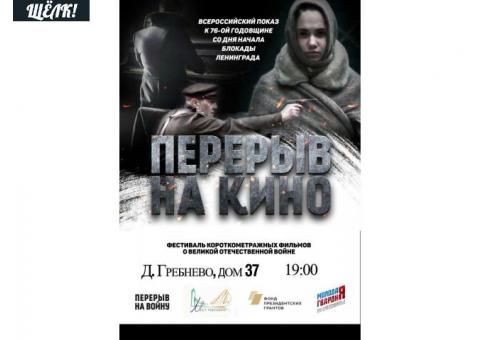 ЩЁЛК!
ВСЕРОССИЙСКИЙ ПОКАЗ
К 76-ОЙ ГОДОВЩИНЕ
СО ДНЯ НАЧАЛА
БЛОКАДЫ
ЛЕНИНГРАДА
ПЕРЕРЫВ
НА КИНО
ФЕСТИВАЛЬ КОРОТКОМЕТРАЖНЫХ ФИЛЬМОВ
О ВЕЛИКОЙ ОТЕЧЕСТВЕННОЙ ВОЙНЕ
Д. ГРЕБНЕВО, ДОМ 37 19:00
ПЕРЕРЫВ
НА ВОЙНУ
ФОНД
ПРЕЗИДЕНТСКИХ
ГРАНТОВ
МОЛОДАЯ
ГВАРДИЯ